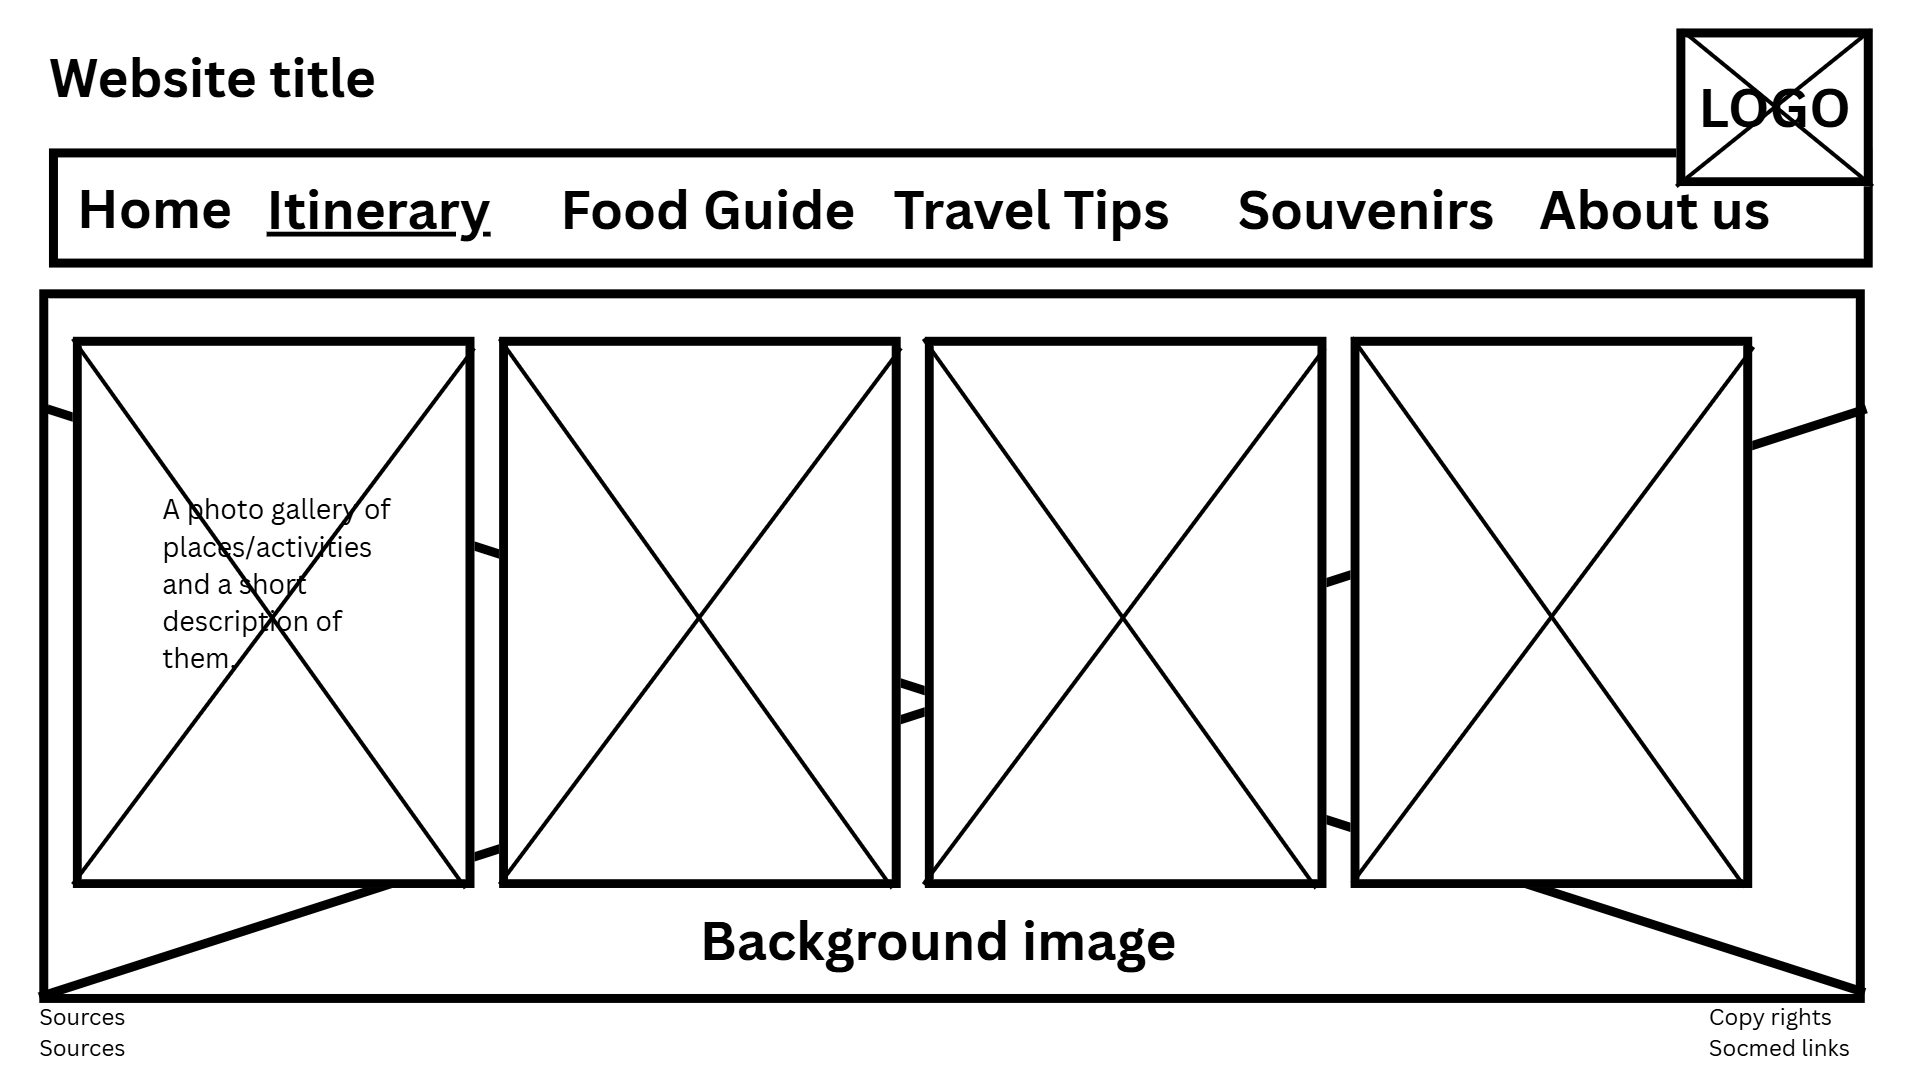 Website title
LOGO
Home Itinerary Food Guide Travel Tips Souvenirs About us
A photo gallery of
places/activities
and a short
description of
them.
Background image
Sources
Sources
Copy rights
Socmed links